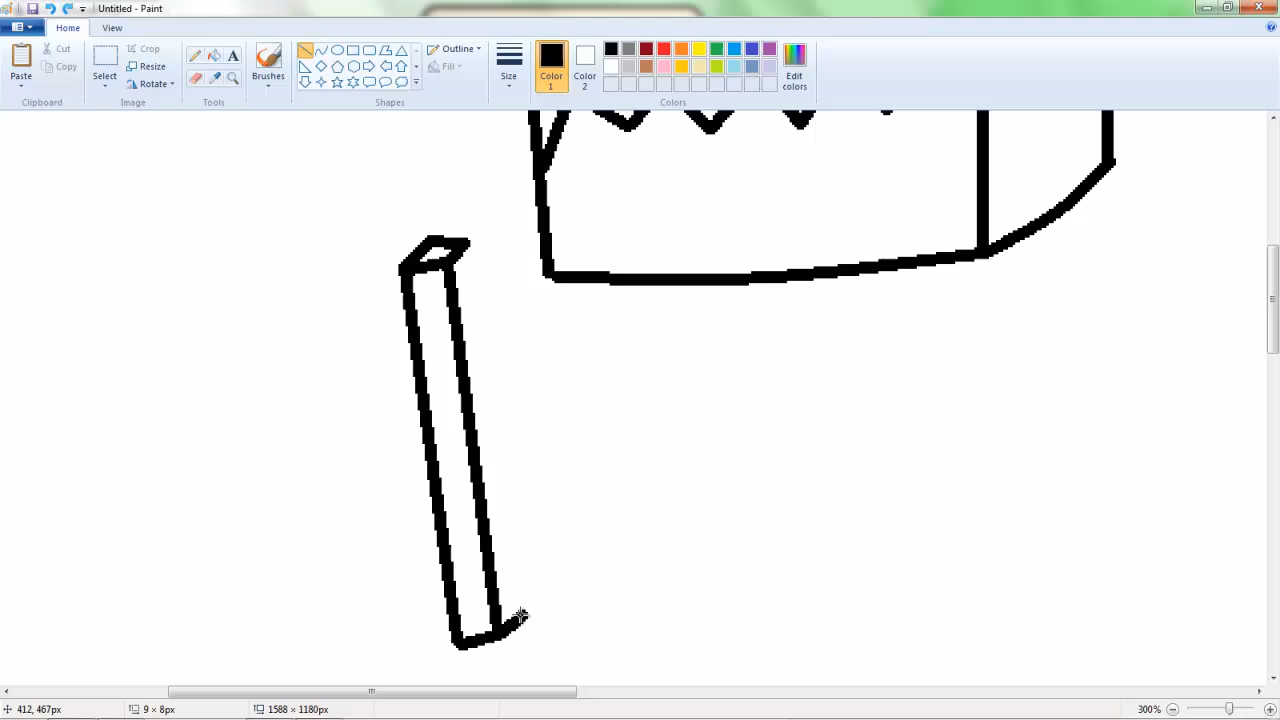 Untitled - Paint
Home
View
Paste
Cut
Copy
Clipboard
Select
Crop
Resize
Rotate
Image
Tools
Brushes
Shapes
Outline
Fill
Size
Color 1
Color 2
Edit colors
Colors
412, 467px
9 × 8px
1588 × 1180px
300%